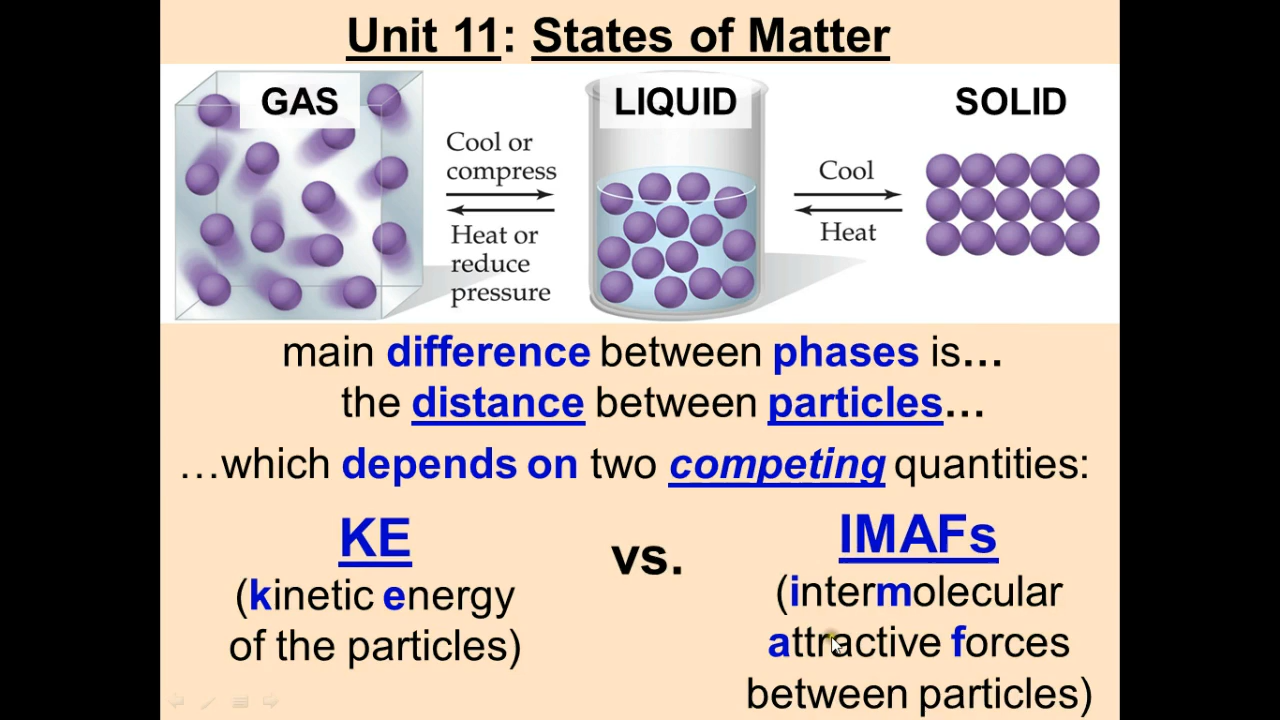 Unit 11: States of Matter
GAS
LIQUID
SOLID
Cool or
compress
Heat or
reduce
pressure
Cool
Heat
main difference between phases is…
the distance between particles…
…which depends on two competing quantities:
KE
(kinetic energy
of the particles)
vs.
IMAFs
(intermolecular
attractive forces
between particles)